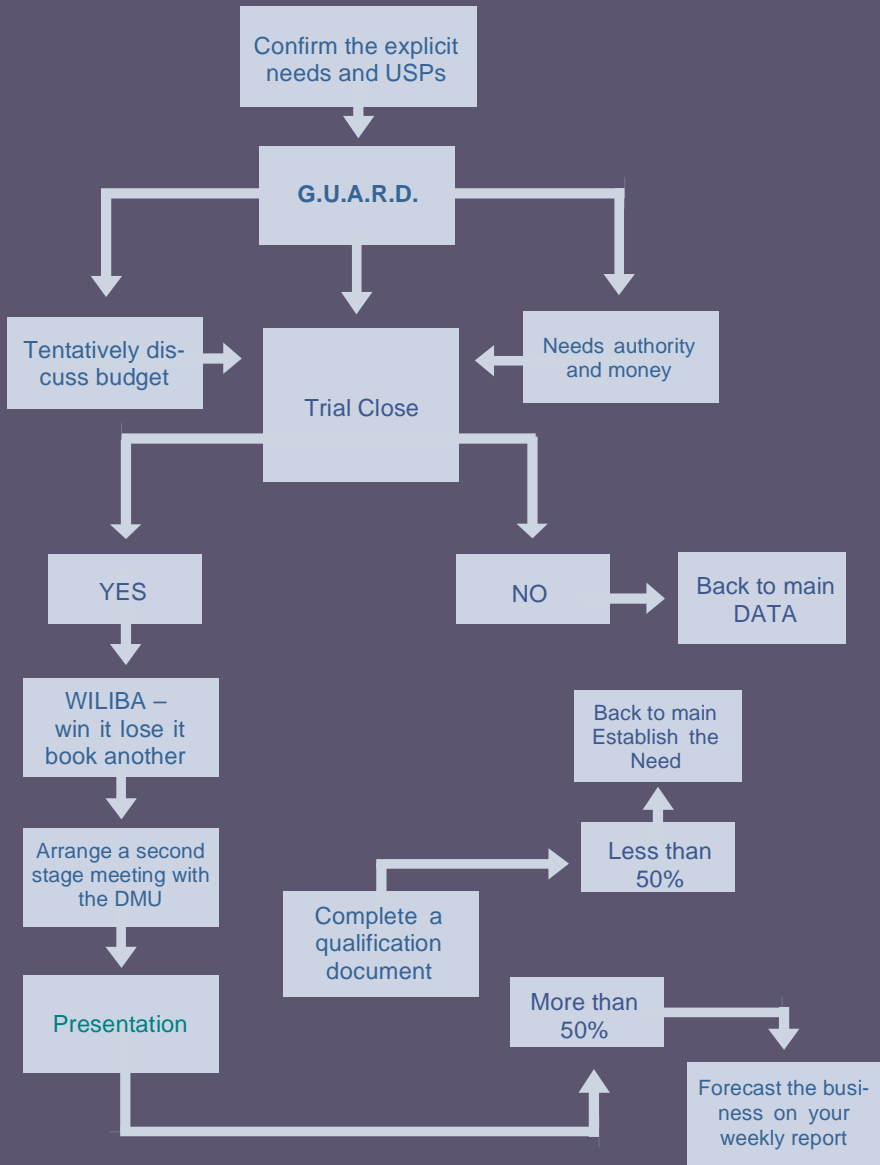 Confirm the explicit
needs and USPs
G.U.A.R.D.
Tentatively dis-
cuss budget
Trial Close
Needs authority
and money
YES
NO
Back to main
DATA
WILIBA –
win it lose it
book another
Back to main
Establish the
Need
Arrange a second
stage meeting with
the DMU
Less than
50%
Complete a
qualification
document
Presentation
More than
50%
Forecast the busi-
ness on your
weekly report